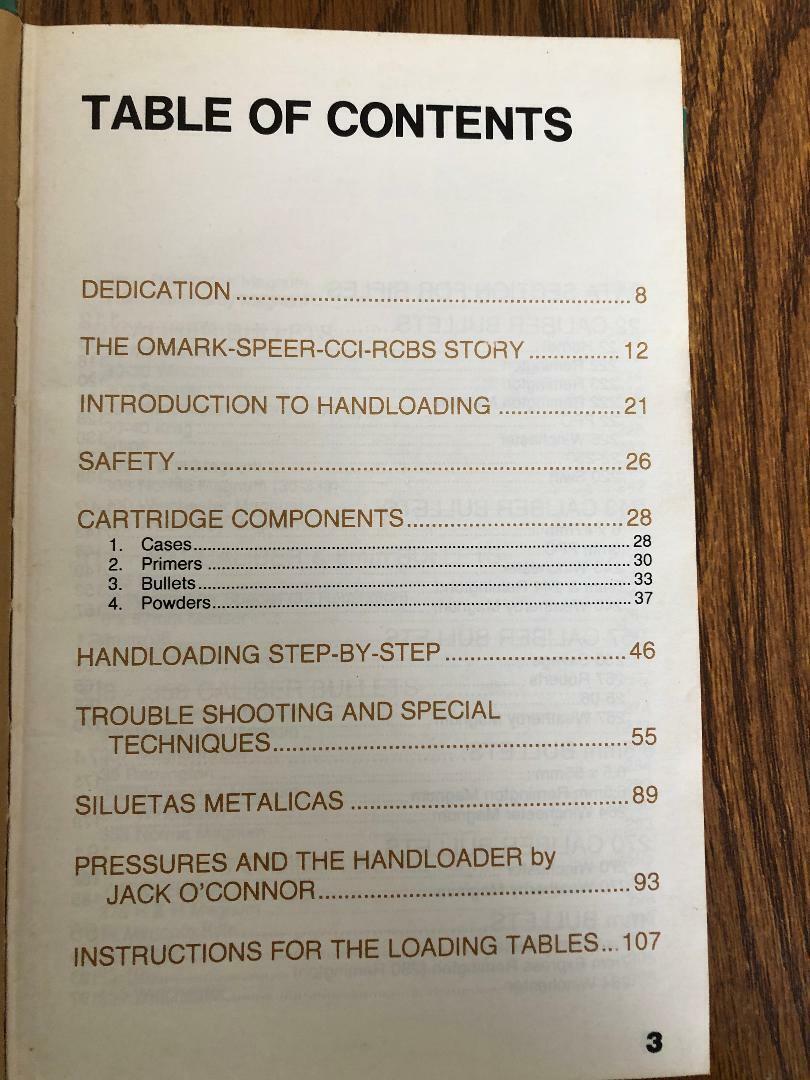 TABLE OF CONTENTS
DEDICATION ........................................................ 8
THE OMARK-SPEER-CCI-RCBS STORY ............. 12
INTRODUCTION TO HANDLOADING .................. 21
SAFETY................................................................ 26
CARTRIDGE COMPONENTS............................... 28
1. Cases........................................................... 28
2. Primers ........................................................ 30
3. Bullets.......................................................... 33
4. Powders....................................................... 37
HANDLOADING STEP-BY-STEP .......................... 46
TROUBLE SHOOTING AND SPECIAL
TECHNIQUES................................................... 55
SILUETAS METALICAS ........................................ 89
PRESSURES AND THE HANDLOADER by
JACK O'CONNOR............................................. 93
INSTRUCTIONS FOR THE LOADING TABLES...107
3